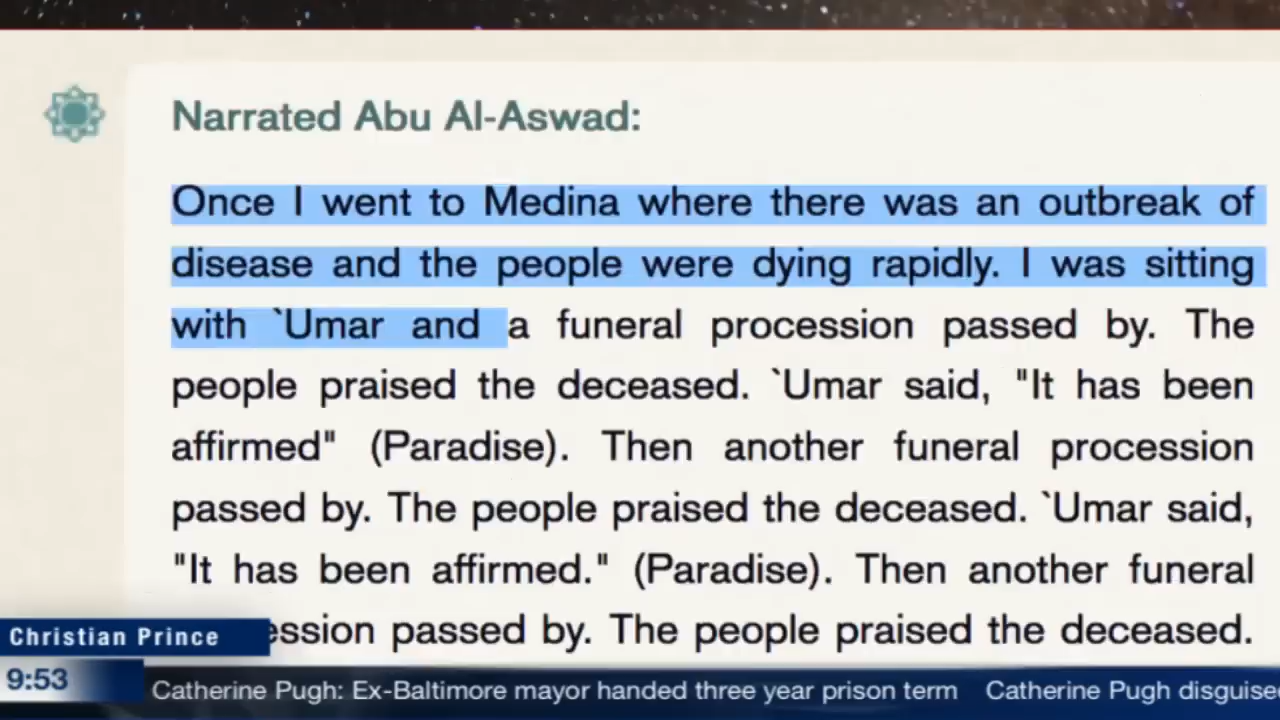 Narrated Abu Al-Aswad:
Once I went to Medina where there was an outbreak of
disease and the people were dying rapidly. I was sitting
with `Umar and a funeral procession passed by. The
people praised the deceased. `Umar said, "It has been
affirmed" (Paradise). Then another funeral procession
passed by. The people praised the deceased. `Umar said,
"It has been affirmed." (Paradise). Then another funeral
ession passed by. The people praised the deceased.
Christian Prince
9:53
Catherine Pugh: Ex-Baltimore mayor handed three year prison term Catherine Pugh disguise